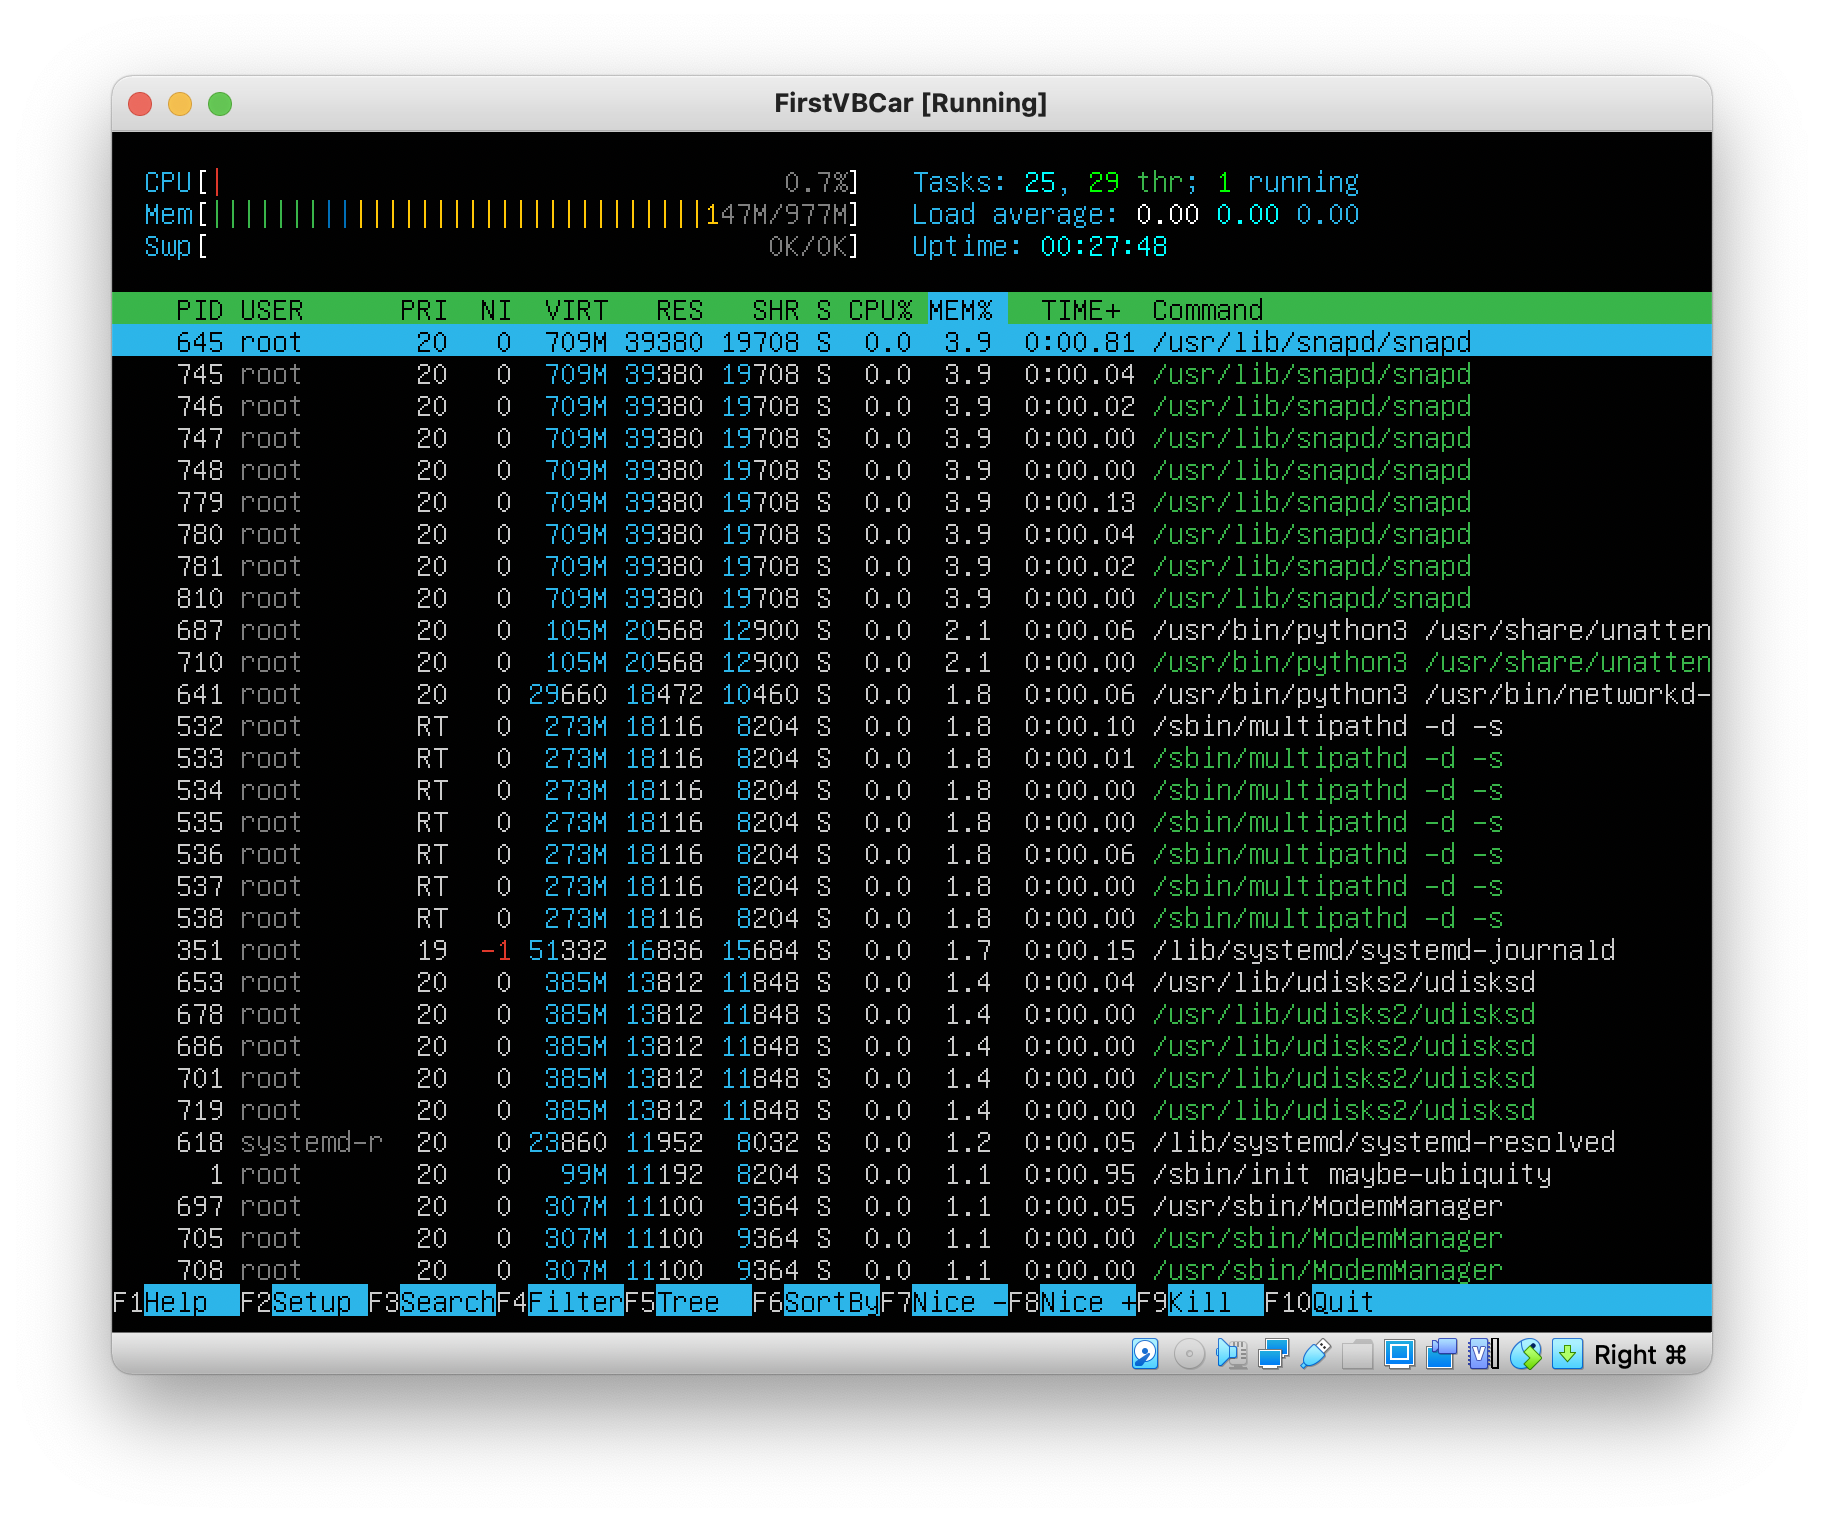 FirstVBCar [Running]
CPU[| 0.7%] Tasks: 25, 29 thr; 1 running
Mem[|||||||||||||||||||||||||||||||147M/977M] Load average: 0.00 0.00 0.00
Swp[ 0K/0K] Uptime: 00:27:48
PID USER PRI NI VIRT RES SHR S CPU% MEM% TIME+ Command
645 root 20 0 709M 39380 19708 S 0.0 3.9 0:00.81 /usr/lib/snapd/snapd
745 root 20 0 709M 39380 19708 S 0.0 3.9 0:00.04 /usr/lib/snapd/snapd
746 root 20 0 709M 39380 19708 S 0.0 3.9 0:00.02 /usr/lib/snapd/snapd
747 root 20 0 709M 39380 19708 S 0.0 3.9 0:00.00 /usr/lib/snapd/snapd
748 root 20 0 709M 39380 19708 S 0.0 3.9 0:00.00 /usr/lib/snapd/snapd
779 root 20 0 709M 39380 19708 S 0.0 3.9 0:00.13 /usr/lib/snapd/snapd
780 root 20 0 709M 39380 19708 S 0.0 3.9 0:00.04 /usr/lib/snapd/snapd
781 root 20 0 709M 39380 19708 S 0.0 3.9 0:00.02 /usr/lib/snapd/snapd
810 root 20 0 709M 39380 19708 S 0.0 3.9 0:00.00 /usr/lib/snapd/snapd
687 root 20 0 105M 20568 12900 S 0.0 2.1 0:00.06 /usr/bin/python3 /usr/share/unatten
710 root 20 0 105M 20568 12900 S 0.0 2.1 0:00.00 /usr/bin/python3 /usr/share/unatten
641 root 20 0 29660 18472 10460 S 0.0 1.8 0:00.06 /usr/bin/python3 /usr/bin/networkd-
532 root RT 0 273M 18116 8204 S 0.0 1.8 0:00.10 /sbin/multipathd -d -s
533 root RT 0 273M 18116 8204 S 0.0 1.8 0:00.01 /sbin/multipathd -d -s
534 root RT 0 273M 18116 8204 S 0.0 1.8 0:00.00 /sbin/multipathd -d -s
535 root RT 0 273M 18116 8204 S 0.0 1.8 0:00.00 /sbin/multipathd -d -s
536 root RT 0 273M 18116 8204 S 0.0 1.8 0:00.06 /sbin/multipathd -d -s
537 root RT 0 273M 18116 8204 S 0.0 1.8 0:00.00 /sbin/multipathd -d -s
538 root RT 0 273M 18116 8204 S 0.0 1.8 0:00.00 /sbin/multipathd -d -s
351 root 19 -1 51332 16836 15684 S 0.0 1.7 0:00.15 /lib/systemd/systemd-journald
653 root 20 0 385M 13812 11848 S 0.0 1.4 0:00.04 /usr/lib/udisks2/udisksd
678 root 20 0 385M 13812 11848 S 0.0 1.4 0:00.00 /usr/lib/udisks2/udisksd
686 root 20 0 385M 13812 11848 S 0.0 1.4 0:00.00 /usr/lib/udisks2/udisksd
701 root 20 0 385M 13812 11848 S 0.0 1.4 0:00.00 /usr/lib/udisks2/udisksd
719 root 20 0 385M 13812 11848 S 0.0 1.4 0:00.00 /usr/lib/udisks2/udisksd
618 systemd-r 20 0 23860 11952 8032 S 0.0 1.2 0:00.05 /lib/systemd/systemd-resolved
1 root 20 0 99M 11192 8204 S 0.0 1.1 0:00.95 /sbin/init maybe-ubiquity
697 root 20 0 307M 11100 9364 S 0.0 1.1 0:00.05 /usr/sbin/ModemManager
705 root 20 0 307M 11100 9364 S 0.0 1.1 0:00.00 /usr/sbin/ModemManager
708 root 20 0 307M 11100 9364 S 0.0 1.1 0:00.00 /usr/sbin/ModemManager
F1Help F2Setup F3SearchF4FilterF5Tree F6SortByF7Nice -F8Nice +F9Kill F10Quit
Right ⌘